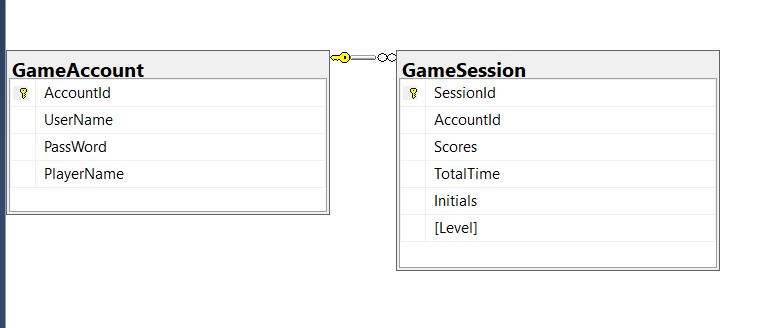 GameAccount
AccountId
UserName
PassWord
PlayerName
GameSession
SessionId
AccountId
Scores
TotalTime
Initials
[Level]